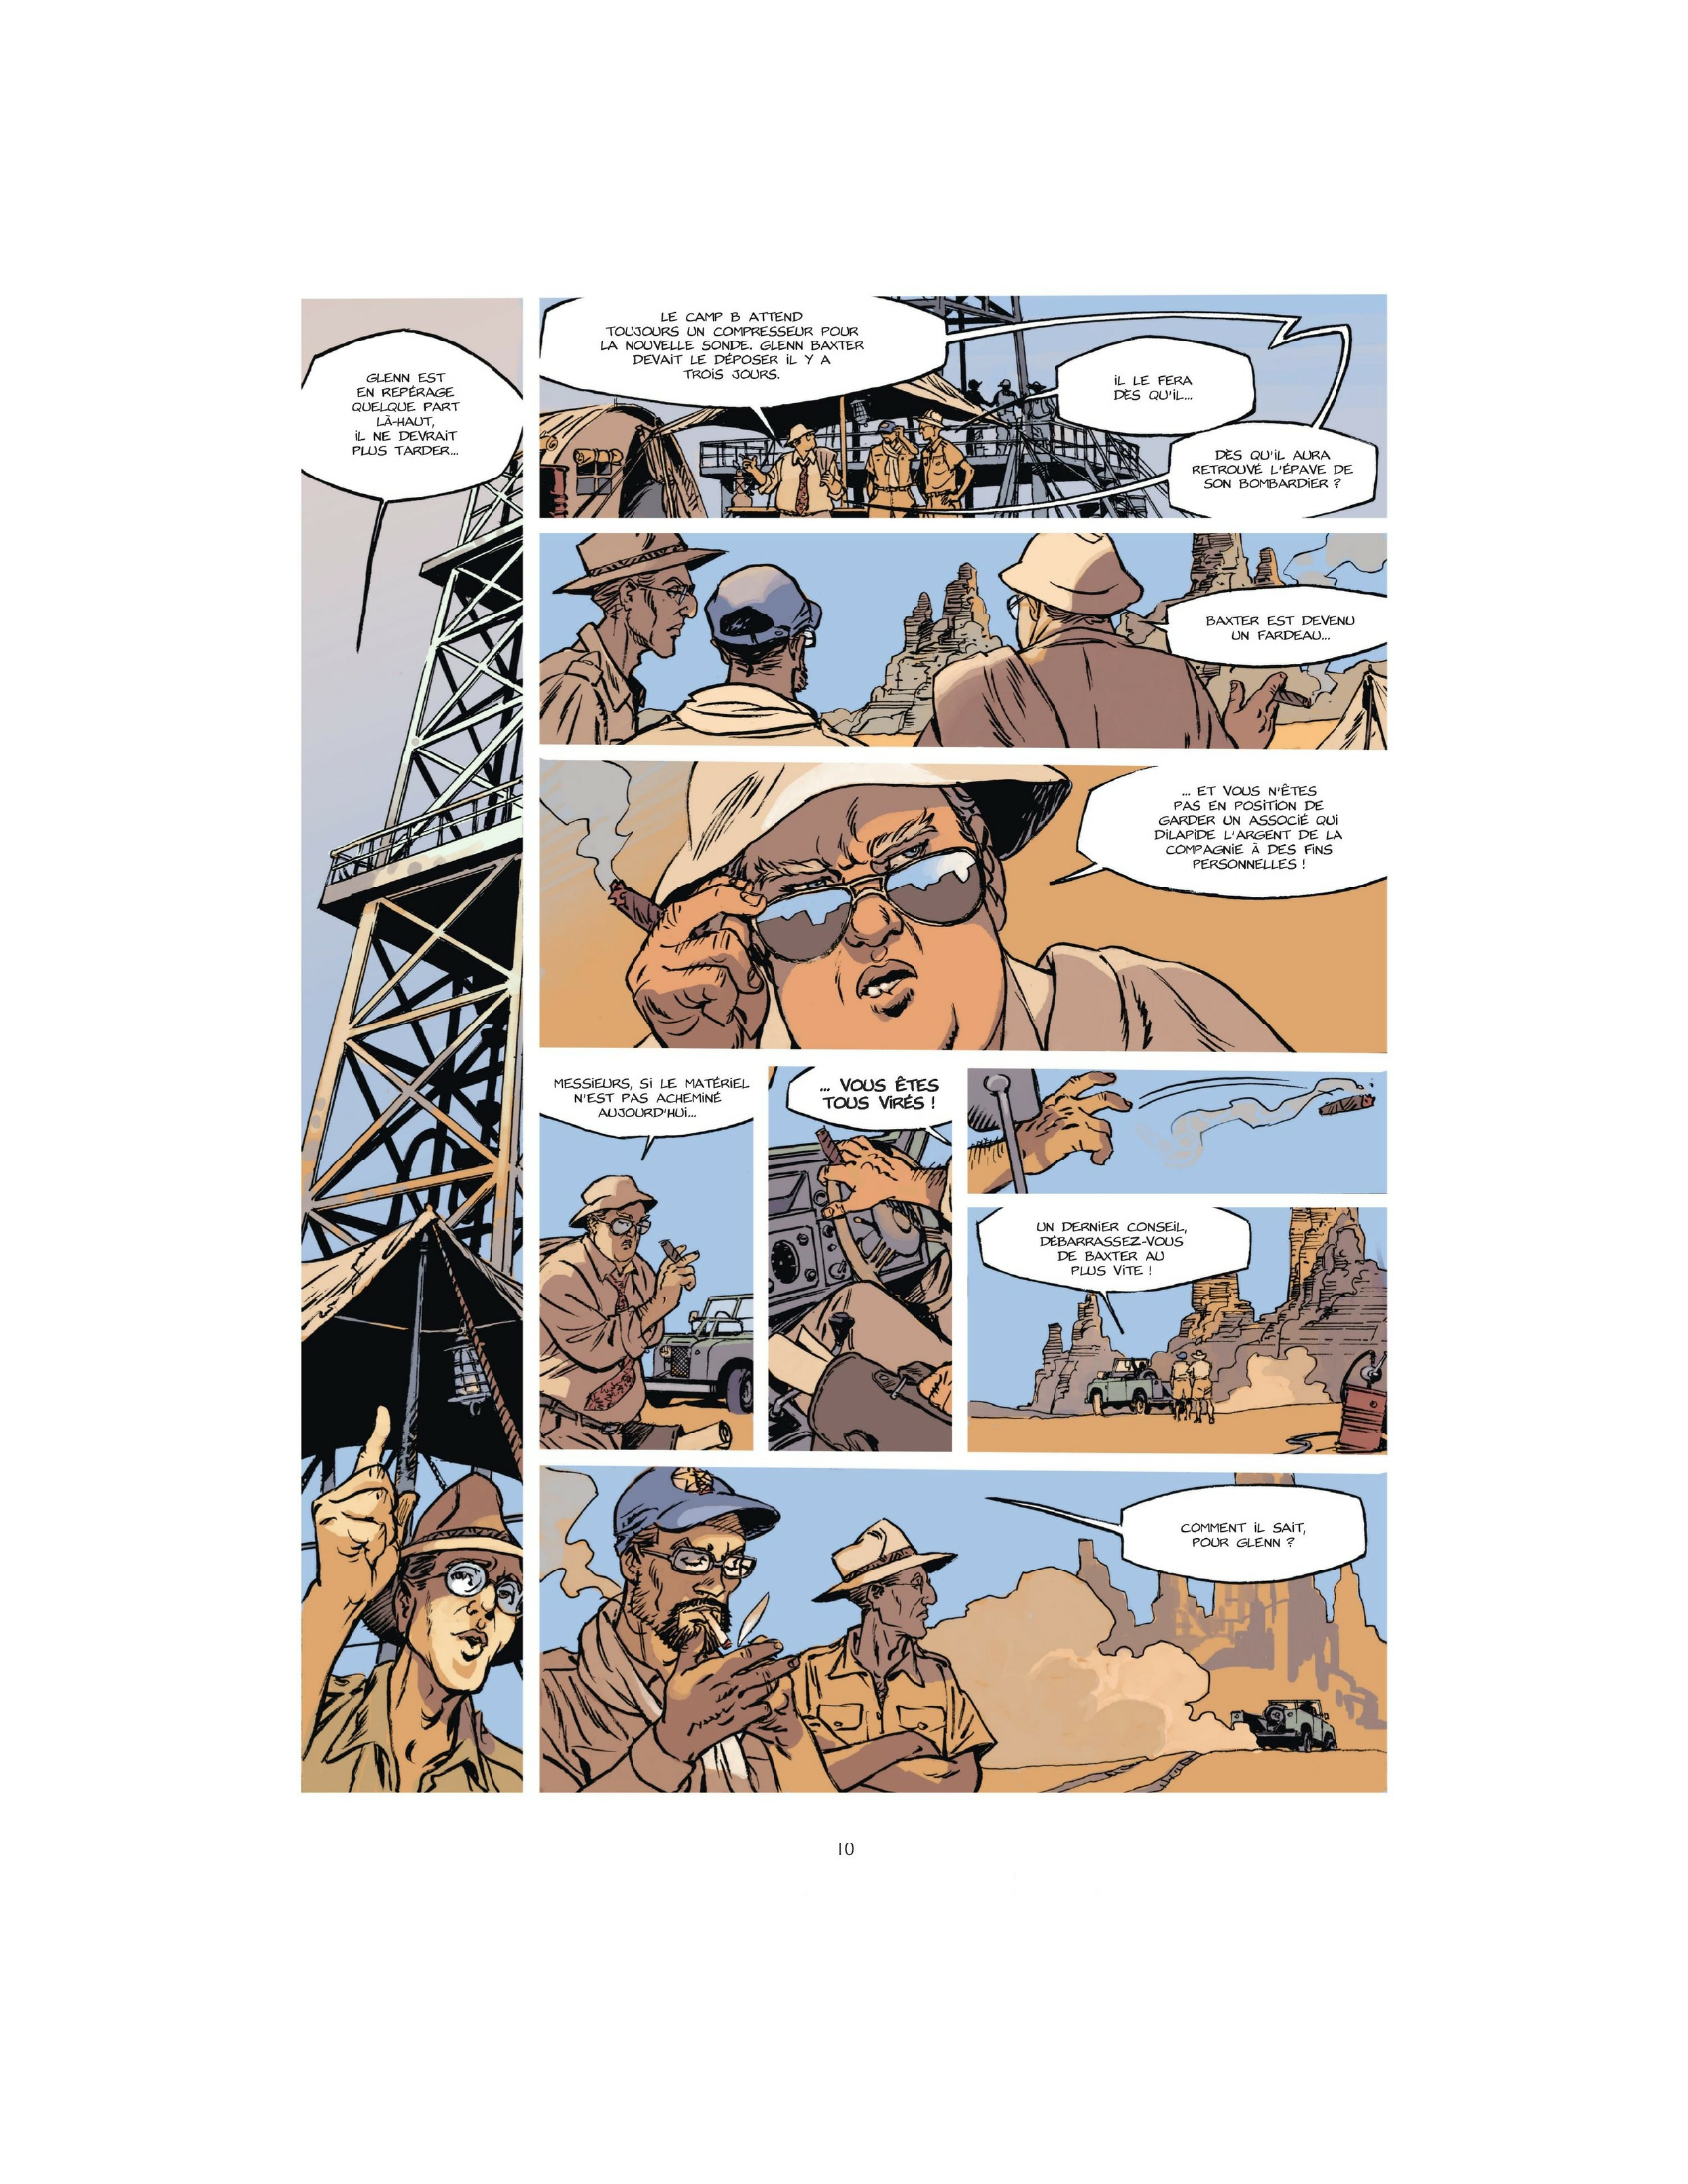 GLENN EST
EN REPÉRAGE
QUELQUE PART
LÀ-HAUT,
IL NE DEVRAIT
PLUS TARDER...
LE CAMP B ATTEND
TOUJOURS UN COMPRESSEUR POUR
LA NOUVELLE SONDE. GLENN BAXTER
DEVAIT LE DÉPOSER IL Y A
TROIS JOURS.
IL LE FERA
DÈS QU'IL...
DÈS QU'IL AURA
RETROUVÉ L'ÉPAVE DE
SON BOMBARDIER ?
BAXTER EST DEVENU
UN FARDEAU...
... ET VOUS N'ÊTES
PAS EN POSITION DE
GARDER UN ASSOCIÉ QUI
DILAPIDE L'ARGENT DE LA
COMPAGNIE À DES FINS
PERSONNELLES !
MESSIEURS, SI LE MATÉRIEL
N'EST PAS ACHEMINÉ
AUJOURD'HUI...
... VOUS ÊTES
TOUS VIRÉS !
UN DERNIER CONSEIL,
DÉBARRASSEZ-VOUS
DE BAXTER AU
PLUS VITE !
COMMENT IL SAIT,
POUR GLENN ?
10